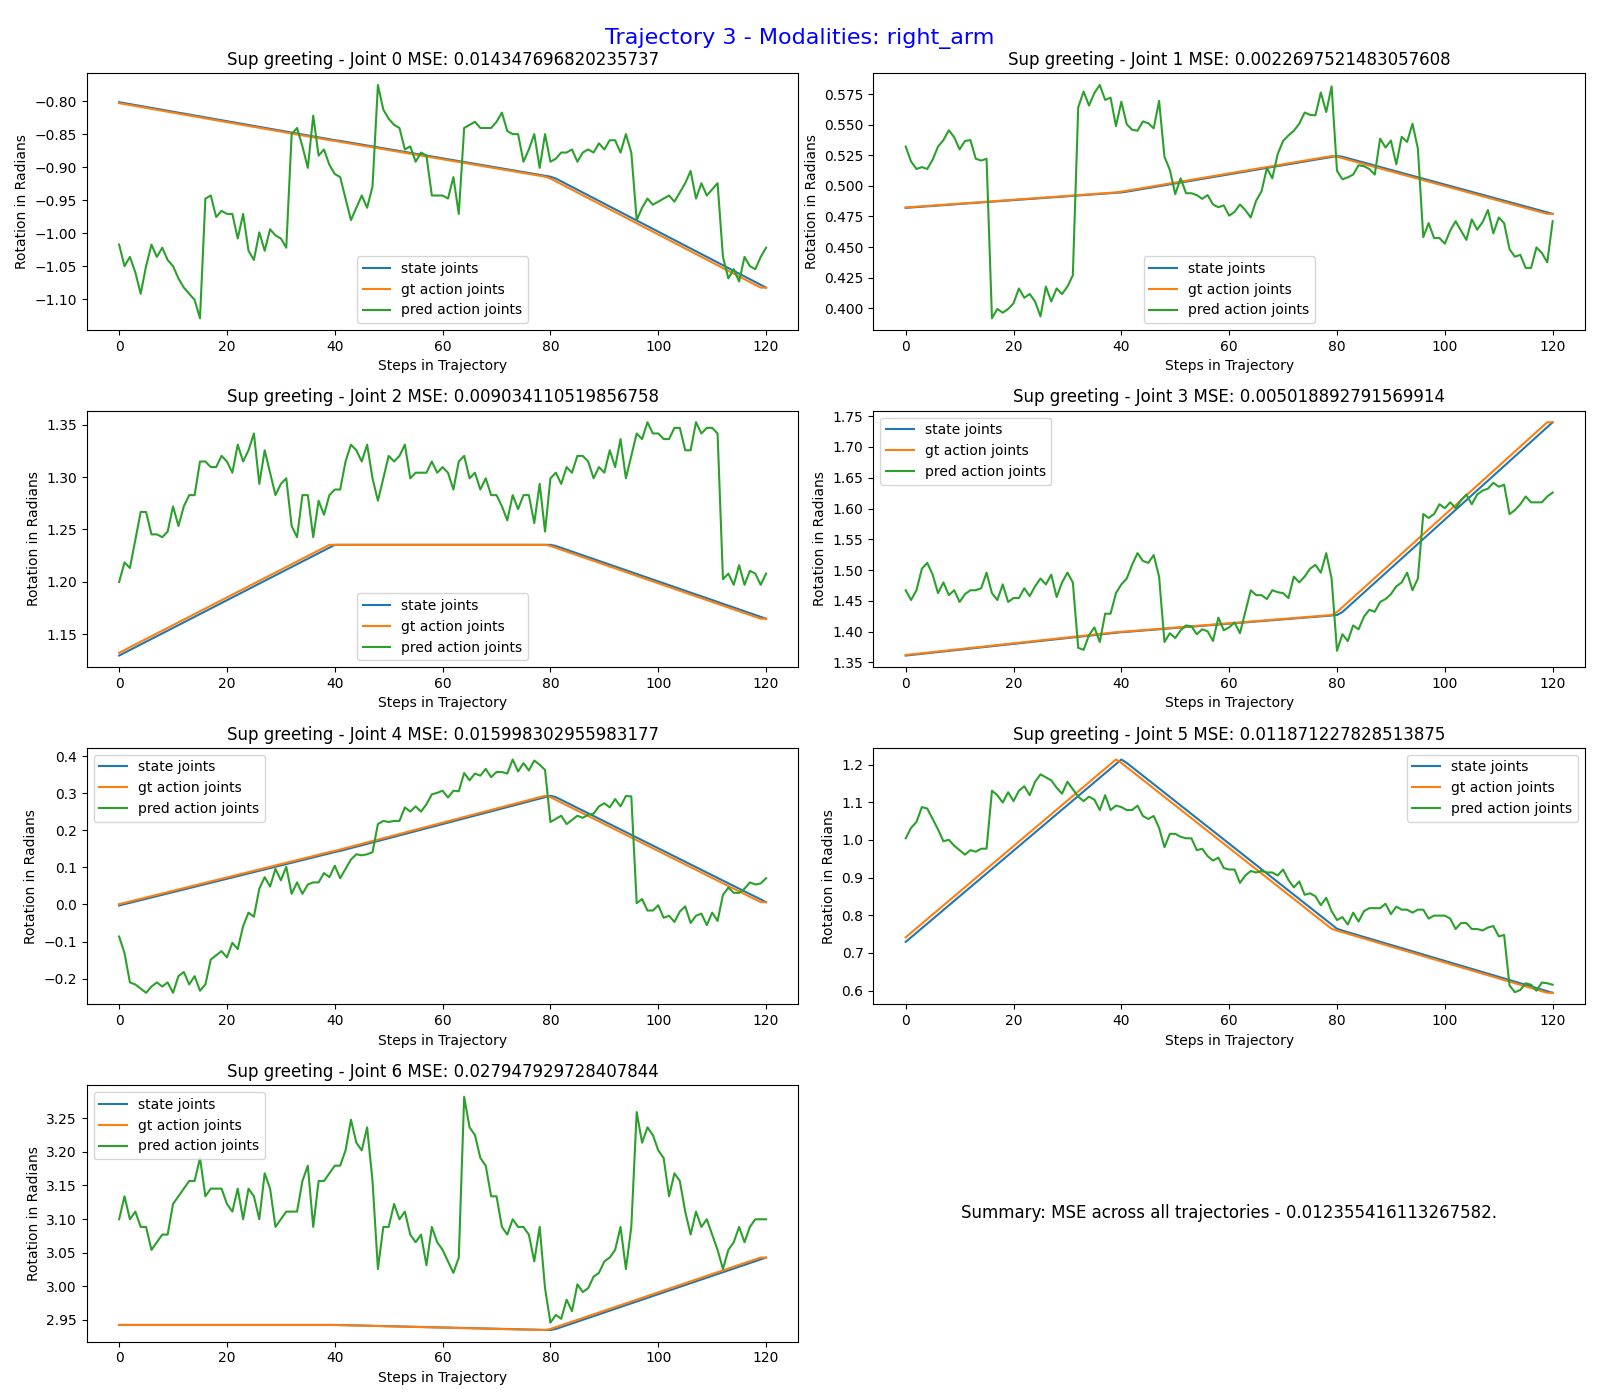 Trajectory 3 - Modalities: right_arm
Sup greeting - Joint 0 MSE: 0.014347696820235737
Rotation in Radians
−0.80
−0.85
−0.90
−0.95
−1.00
−1.05
−1.10
state joints
gt action joints
pred action joints
0 20 40 60 80 100 120
Steps in Trajectory
Sup greeting - Joint 1 MSE: 0.0022697521483057608
Rotation in Radians
0.575
0.550
0.525
0.500
0.475
0.450
0.425
0.400
state joints
gt action joints
pred action joints
0 20 40 60 80 100 120
Steps in Trajectory
Sup greeting - Joint 2 MSE: 0.009034110519856758
Rotation in Radians
1.35
1.30
1.25
1.20
1.15
state joints
gt action joints
pred action joints
0 20 40 60 80 100 120
Steps in Trajectory
Sup greeting - Joint 3 MSE: 0.005018892791569914
Rotation in Radians
1.75
1.70
1.65
1.60
1.55
1.50
1.45
1.40
1.35
state joints
gt action joints
pred action joints
0 20 40 60 80 100 120
Steps in Trajectory
Sup greeting - Joint 4 MSE: 0.015998302955983177
Rotation in Radians
0.4
0.3
0.2
0.1
0.0
−0.1
−0.2
state joints
gt action joints
pred action joints
0 20 40 60 80 100 120
Steps in Trajectory
Sup greeting - Joint 5 MSE: 0.011871227828513875
Rotation in Radians
1.2
1.1
1.0
0.9
0.8
0.7
0.6
state joints
gt action joints
pred action joints
0 20 40 60 80 100 120
Steps in Trajectory
Sup greeting - Joint 6 MSE: 0.027947929728407844
Rotation in Radians
3.25
3.20
3.15
3.10
3.05
3.00
2.95
state joints
gt action joints
pred action joints
0 20 40 60 80 100 120
Steps in Trajectory
Summary: MSE across all trajectories - 0.012355416113267582.